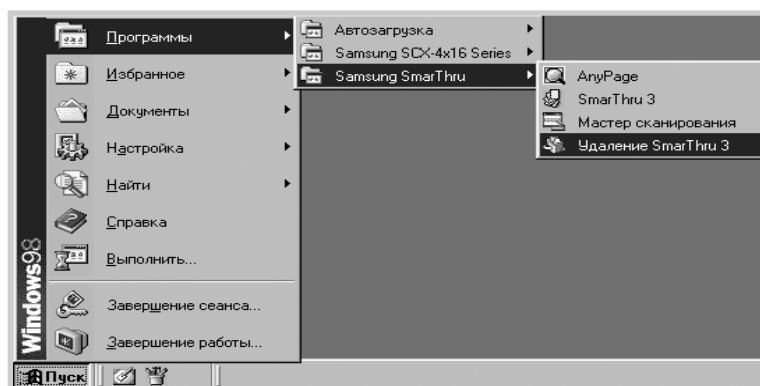 Программы
Избранное
Документы
Настройка
Найти
Справка
Выполнить...
Завершение сеанса...
Завершение работы...
Windows98
Пуск
Автозагрузка
Samsung SCX-4x16 Series
Samsung SmarThru
AnyPage
SmarThru 3
Мастер сканирования
Удаление SmarThru 3